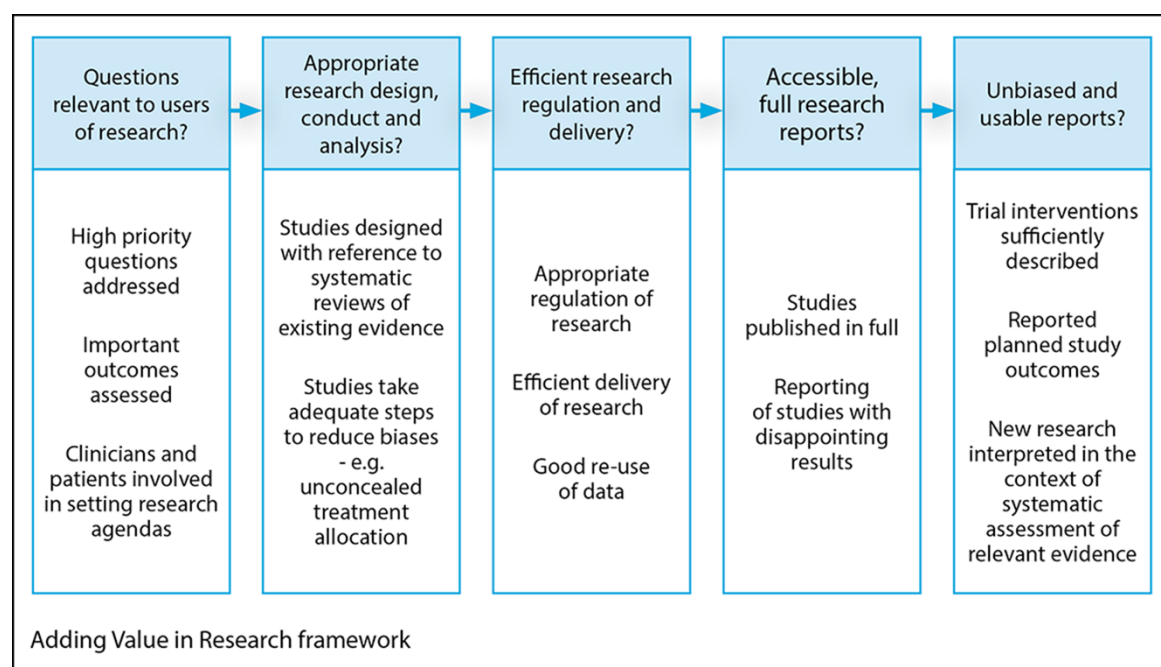 Questions
relevant to users
of research?
Appropriate
research design,
conduct and
analysis?
Efficient research
regulation and
delivery?
Accessible,
full research
reports?
Unbiased and
usable reports?
High priority
questions
addressed
Important
outcomes
assessed
Clinicians and
patients involved
in setting research
agendas
Studies designed
with reference to
systematic
reviews of
existing evidence
Studies take
adequate steps
to reduce biases
- e.g.
unconcealed
treatment
allocation
Appropriate
regulation of
research
Efficient delivery
of research
Good re-use
of data
Studies
published in full
Reporting
of studies with
disappointing
results
Trial interventions
sufficiently
described
Reported
planned study
outcomes
New research
interpreted in the
context of
systematic
assessment of
relevant evidence
Adding Value in Research framework